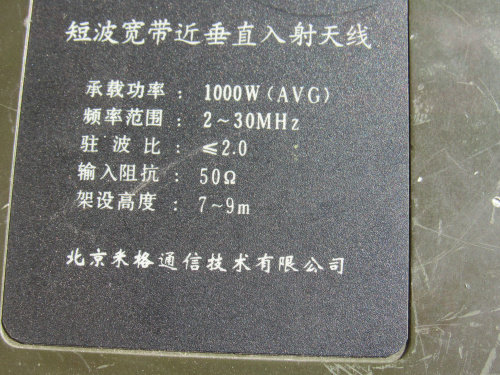 短波宽带近垂直入射天线
承载功率：1000W（AVG）
频率范围：2～30MHz
驻波比：≤2.0
输入阻抗：50Ω
架设高度：7～9m
北京米格通信技术有限公司